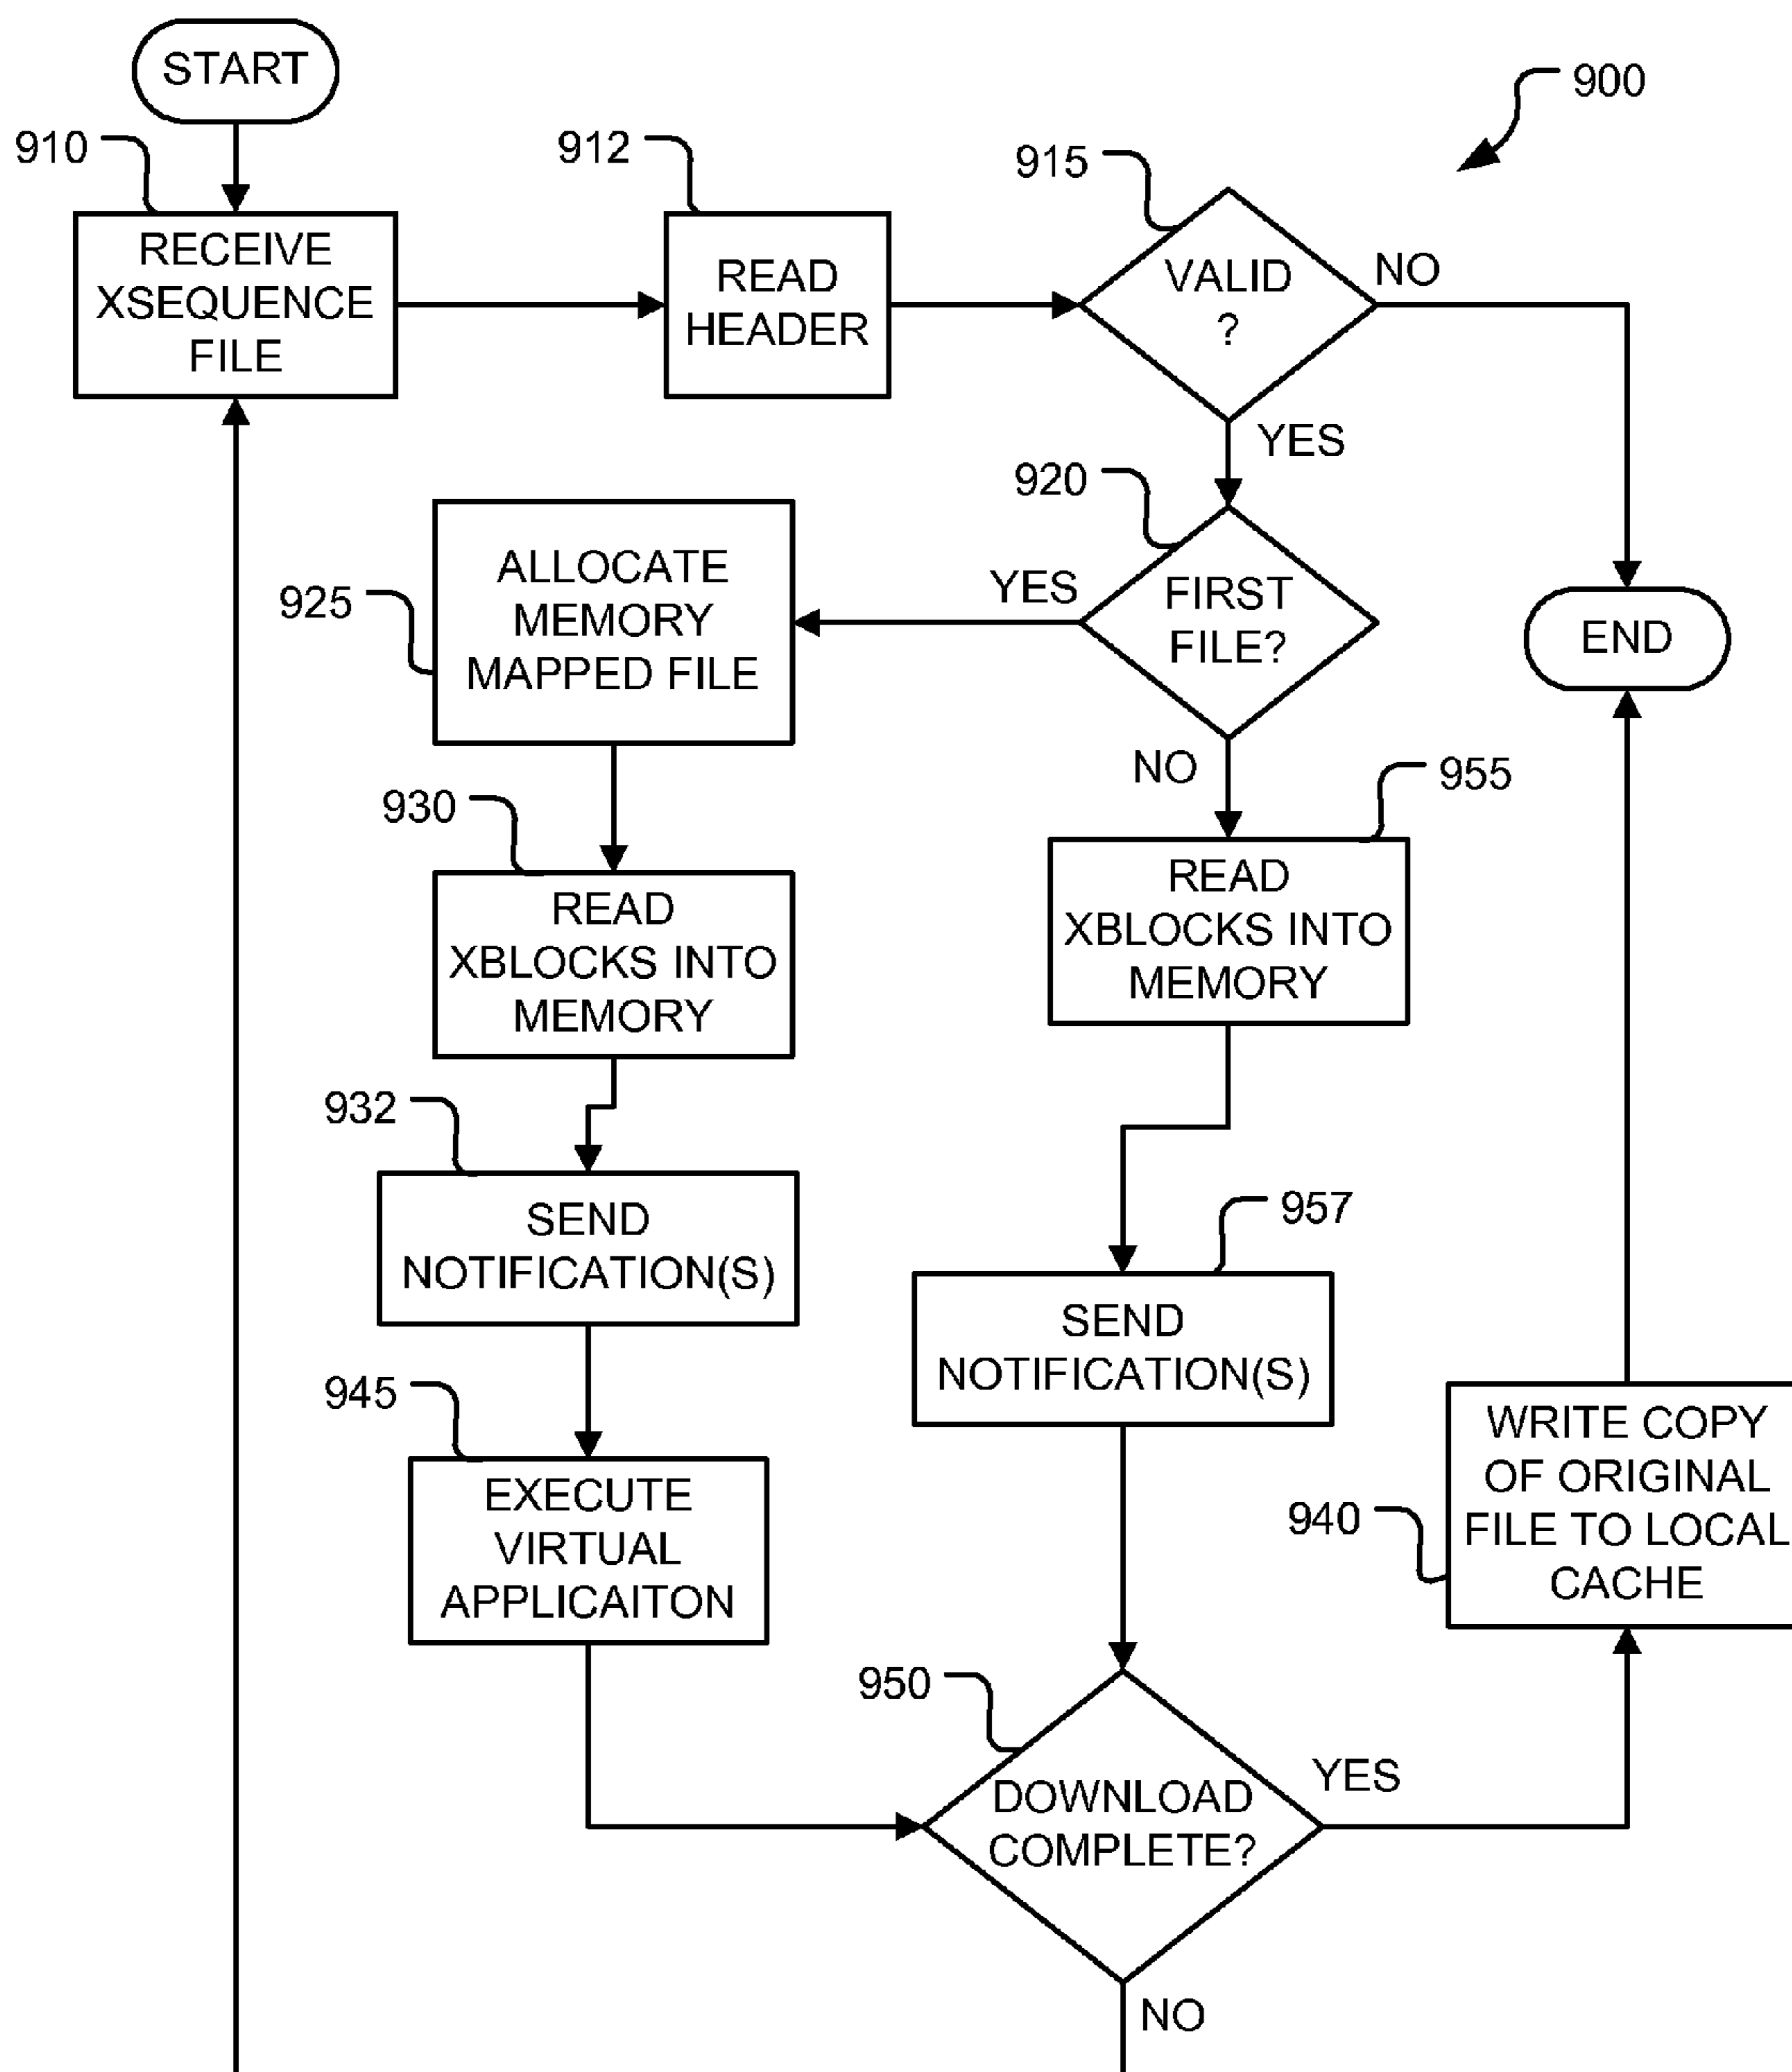 START
900
910
912
915
RECEIVE
XSEQUENCE
FILE
READ
HEADER
VALID
?
NO
YES
920
925
ALLOCATE
MEMORY
MAPPED FILE
YES
FIRST
FILE?
END
NO
955
930
READ
XBLOCKS INTO
MEMORY
READ
XBLOCKS INTO
MEMORY
932
SEND
NOTIFICATION(S)
957
SEND
NOTIFICATION(S)
945
EXECUTE
VIRTUAL
APPLICAITON
940
WRITE COPY
OF ORIGINAL
FILE TO LOCAL
CACHE
950
DOWNLOAD
COMPLETE?
YES
NO